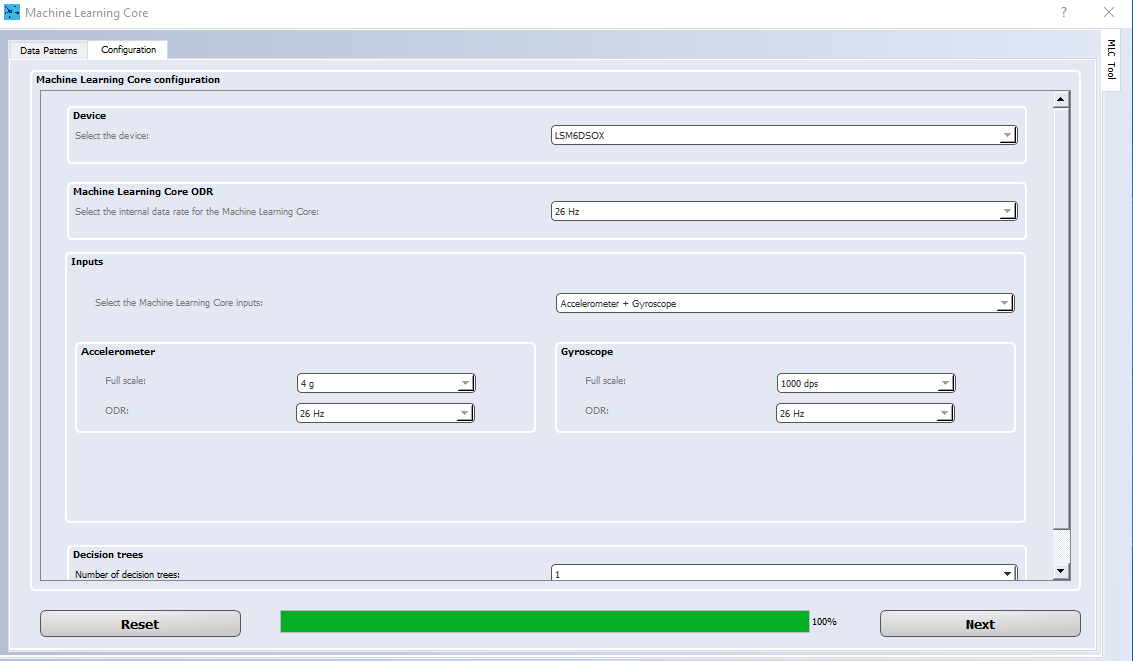 Machine Learning Core
?
Data Patterns
Configuration
MLC Tool
Machine Learning Core configuration
Device
Select the device:
LSM6DSOX
Machine Learning Core ODR
Select the internal data rate for the Machine Learning Core:
26 Hz
Inputs
Select the Machine Learning Core inputs:
Accelerometer + Gyroscope
Accelerometer
Full scale:
4 g
ODR:
26 Hz
Gyroscope
Full scale:
1000 dps
ODR:
26 Hz
Decision trees
Number of decision trees:
1
Reset
100%
Next